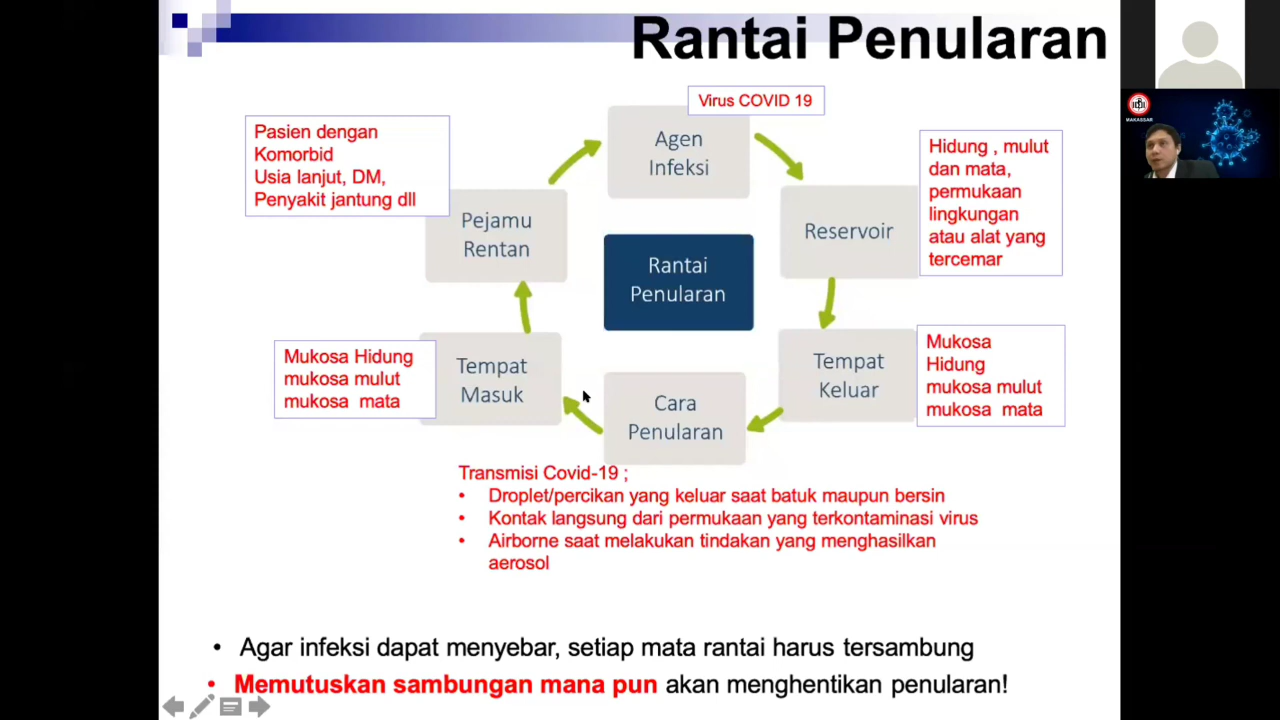 Rantai Penularan
Virus COVID 19
Agen
Infeksi
Hidung , mulut
dan mata,
permukaan
lingkungan
atau alat yang
tercemar
Reservoir
Mukosa
Hidung
mukosa mulut
mukosa mata
Tempat
Keluar
Cara
Penularan
Transmisi Covid-19 ;
• Droplet/percikan yang keluar saat batuk maupun bersin
• Kontak langsung dari permukaan yang terkontaminasi virus
• Airborne saat melakukan tindakan yang menghasilkan
aerosol
Tempat
Masuk
Mukosa Hidung
mukosa mulut
mukosa mata
Pejamu
Rentan
Pasien dengan
Komorbid
Usia lanjut, DM,
Penyakit jantung dll
Rantai
Penularan
• Agar infeksi dapat menyebar, setiap mata rantai harus tersambung
• Memutuskan sambungan mana pun akan menghentikan penularan!
MAKASSAR